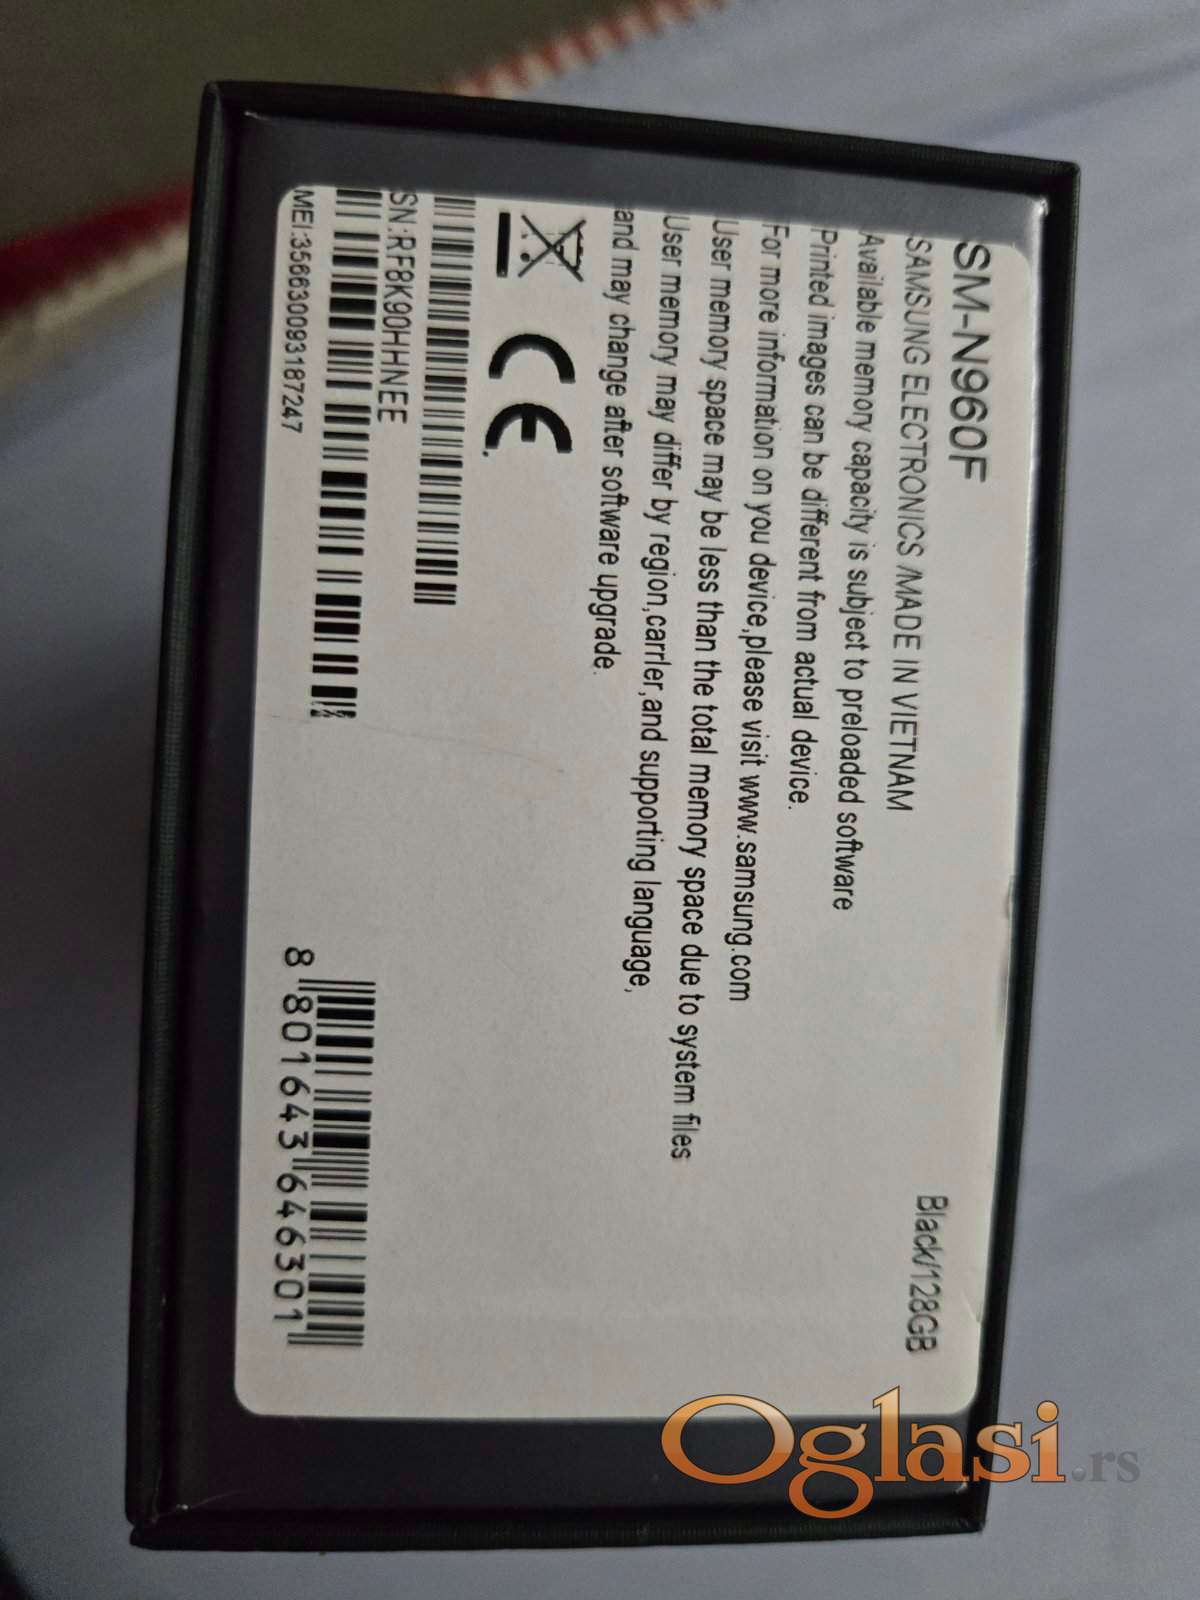 SM-N960F
SAMSUNG ELECTRONICS /MADE IN VIETNAM
Black/128GB
Available memory capacity is subject to preloaded software
Printed images can be different from actual device.
For more information on you device,please visit www.samsung.com
User memory space may be less than the total memory space due to system files
User memory may differ by region,carrler,and supporting language,
and may change after software upgrade.
CE
SN:RF8K90HHNEE
MEI:356630093187247
8 801643 646301
Oglasi.rs